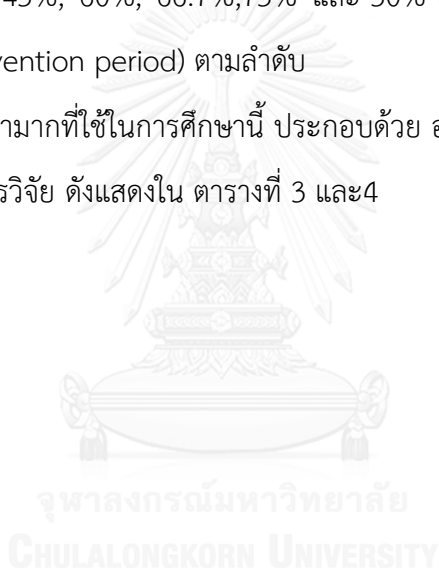 60%, 66.7%,75% และ 50%
vention period) ตามลำดับ
ามากที่ใช้ในการศึกษานี้ ประกอบด้วย
รวิจัย ดังแสดงใน ตารางที่ 3 และ4
จุฬาลงกรณ์มหาวิทยาลัย
CHULALONGKORN UNIVERSITY